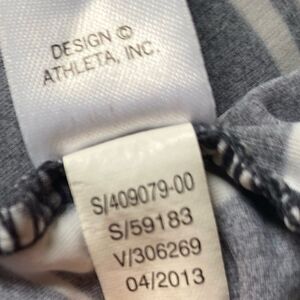 DESIGN ©
ATHLETA, INC.
S/409079-00
S/59183
V/306269
04/2013